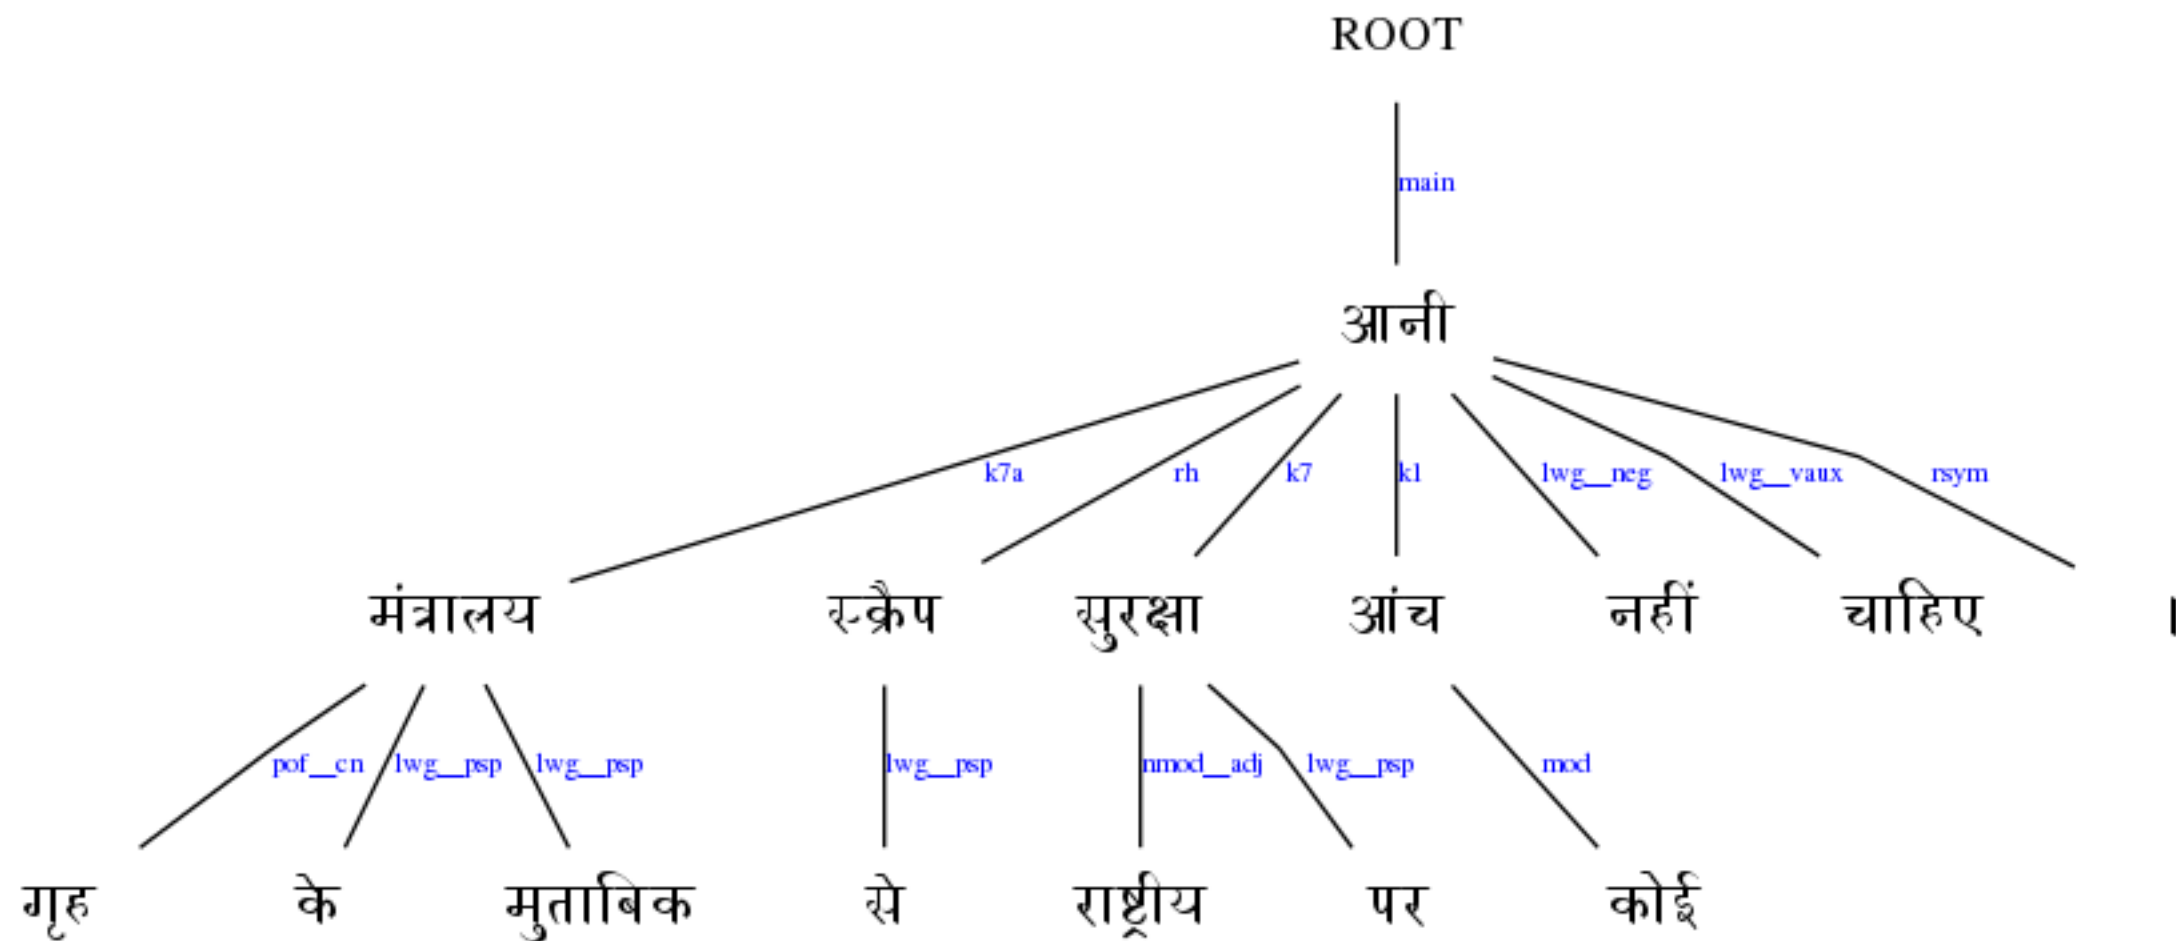 ROOT
main
आनी
k7a rh k7 k1 lwg__neg lwg__vaux rsym
मंत्रालय स्क्रैप सुरक्षा आंच नहीं चाहिए ।
pof__cn lwg__psp lwg__psp lwg__psp nmod__adj lwg__psp mod
गृह के मुताबिक से राष्ट्रीय पर कोई